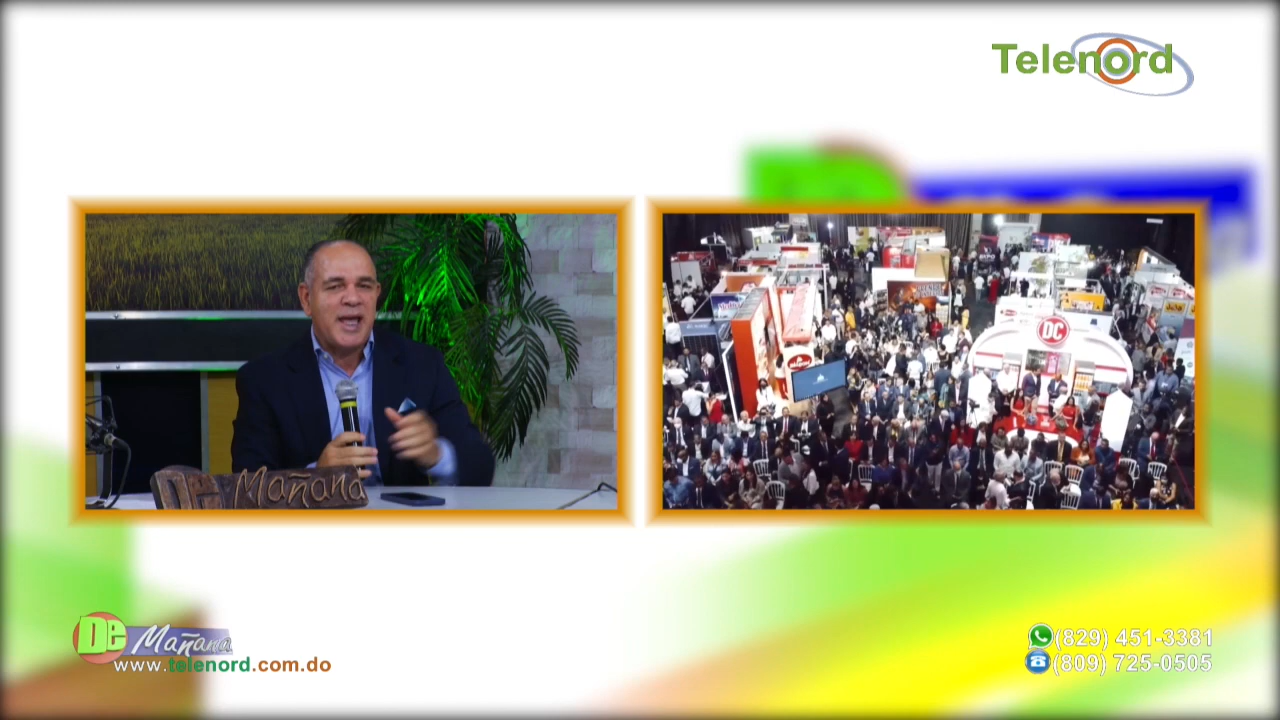 Telenord
DC
De Mañana
De Mañana
www.telenord.com.do
(829) 451-3381
(809) 725-0505